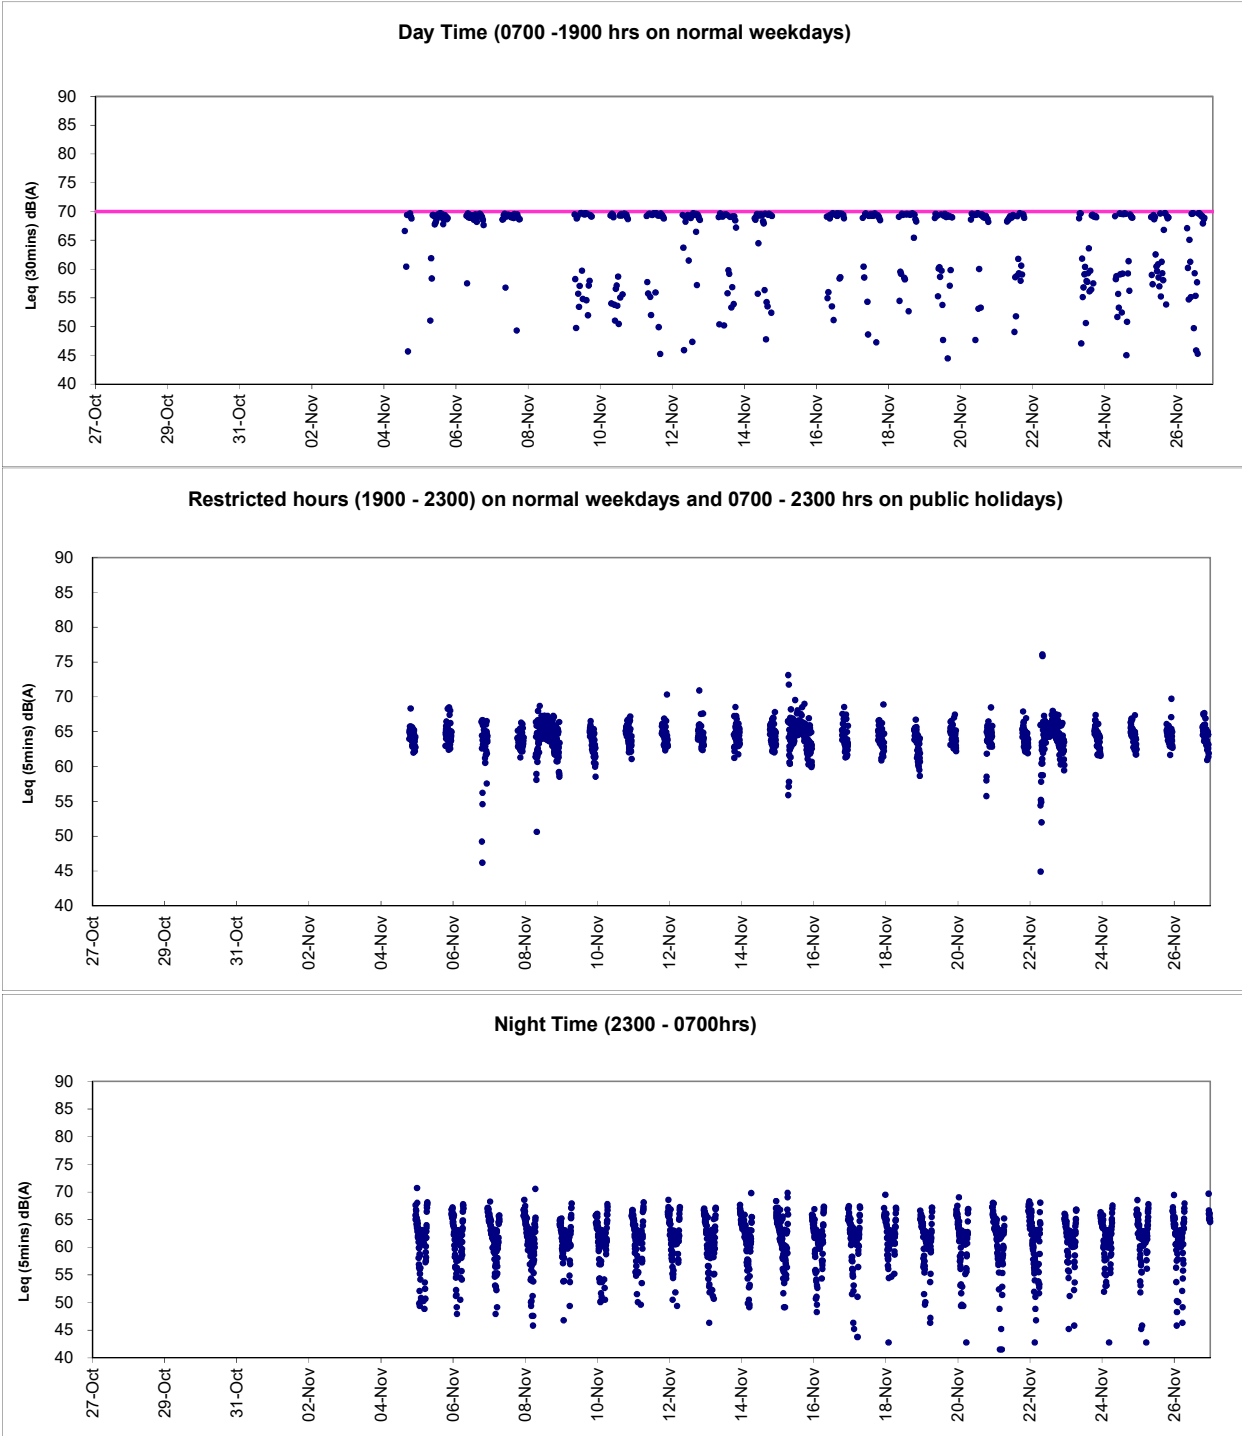 Day Time (0700 -1900 hrs on normal weekdays)
Leq (30mins) dB(A)
90
85
80
75
70
65
60
55
50
45
40
27-Oct
29-Oct
31-Oct
02-Nov
04-Nov
06-Nov
08-Nov
10-Nov
12-Nov
14-Nov
16-Nov
18-Nov
20-Nov
22-Nov
24-Nov
26-Nov
Restricted hours (1900 - 2300) on normal weekdays and 0700 - 2300 hrs on public holidays)
Leq (5mins) dB(A)
90
85
80
75
70
65
60
55
50
45
40
27-Oct
29-Oct
31-Oct
02-Nov
04-Nov
06-Nov
08-Nov
10-Nov
12-Nov
14-Nov
16-Nov
18-Nov
20-Nov
22-Nov
24-Nov
26-Nov
Night Time (2300 - 0700hrs)
Leq (5mins) dB(A)
90
85
80
75
70
65
60
55
50
45
40
27-Oct
29-Oct
31-Oct
02-Nov
04-Nov
06-Nov
08-Nov
10-Nov
12-Nov
14-Nov
16-Nov
18-Nov
20-Nov
22-Nov
24-Nov
26-Nov